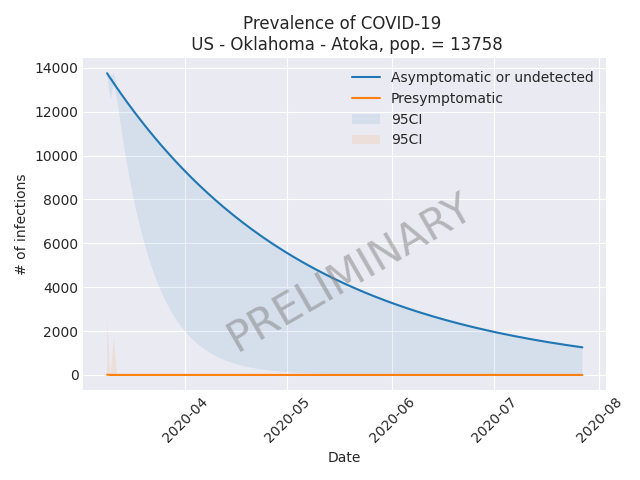 Prevalence of COVID-19
US - Oklahoma - Atoka, pop. = 13758
Asymptomatic or undetected
Presymptomatic
95CI
95CI
# of infections
14000
12000
10000
8000
6000
4000
2000
0
PRELIMINARY
2020-04
2020-05
2020-06
2020-07
2020-08
Date